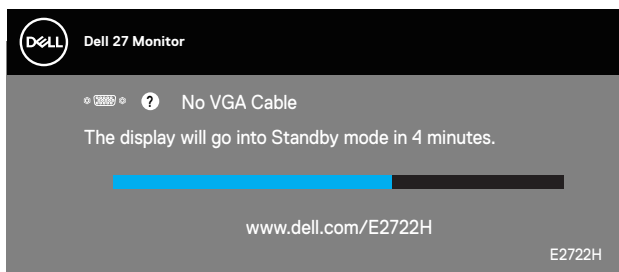 DELL
Dell 27 Monitor
? No VGA Cable
The display will go into Standby mode in 4 minutes.
www.dell.com/E2722H
E2722H